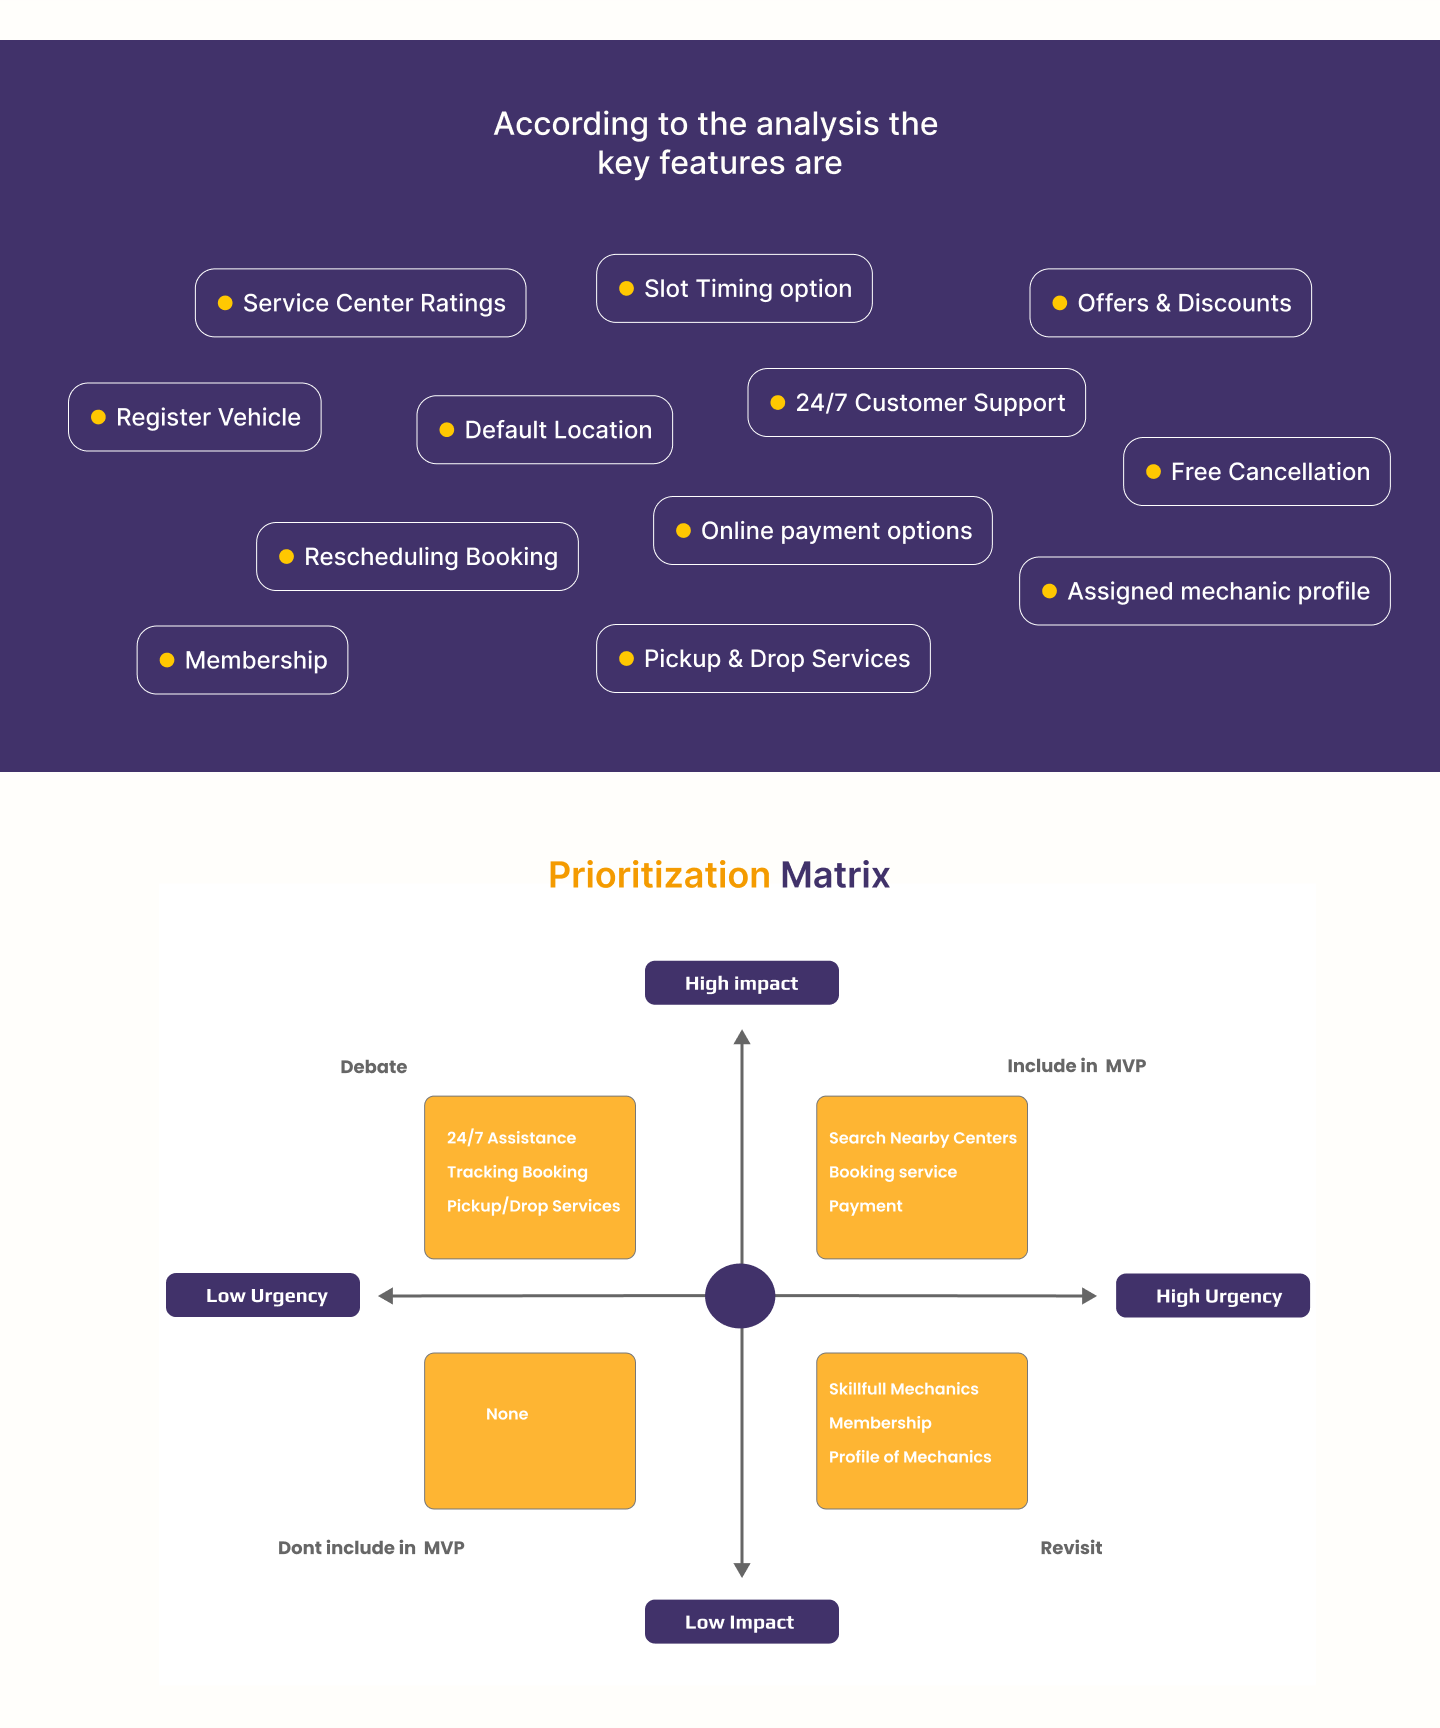 According to the analysis the
key features are
Service Center Ratings
Slot Timing option
Offers & Discounts
Register Vehicle
Default Location
24/7 Customer Support
Free Cancellation
Rescheduling Booking
Online payment options
Assigned mechanic profile
Membership
Pickup & Drop Services
Prioritization Matrix
High impact
Debate
Include in MVP
24/7 Assistance
Tracking Booking
Pickup/Drop Services
Search Nearby Centers
Booking service
Payment
Low Urgency
High Urgency
None
Skillfull Mechanics
Membership
Profile of Mechanics
Dont include in MVP
Revisit
Low Impact